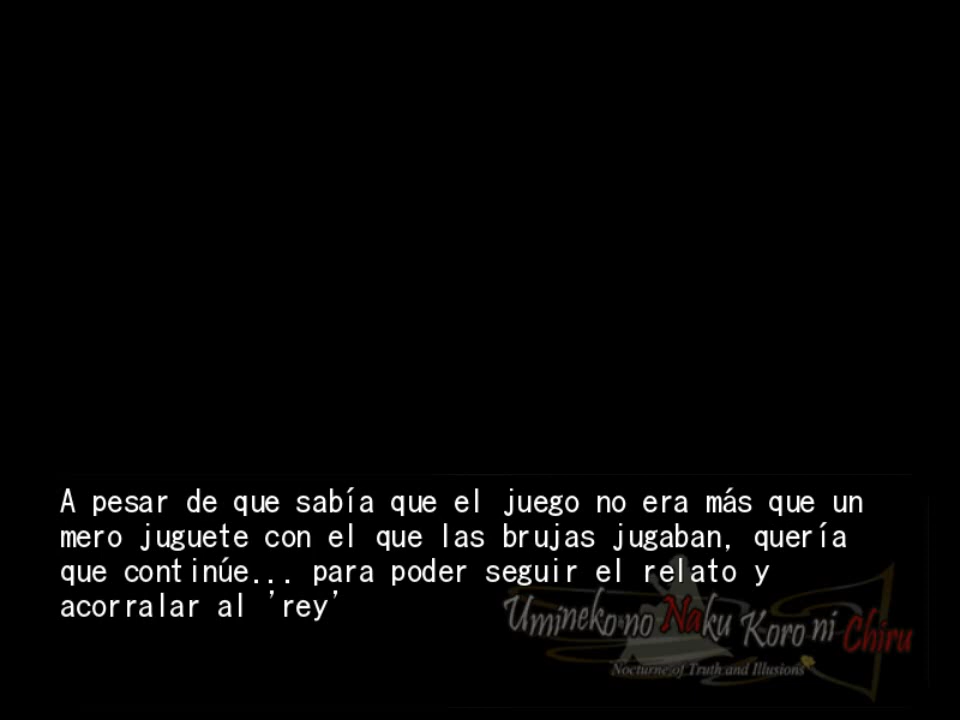 A pesar de que sabía que el juego no era más que un
mero juguete con el que las brujas jugaban, quería
que continúe... para poder seguir el relato y
acorralar al 'rey'
Umineko no Naku Koro ni Chiru
Nocturne of Truth and Illusions